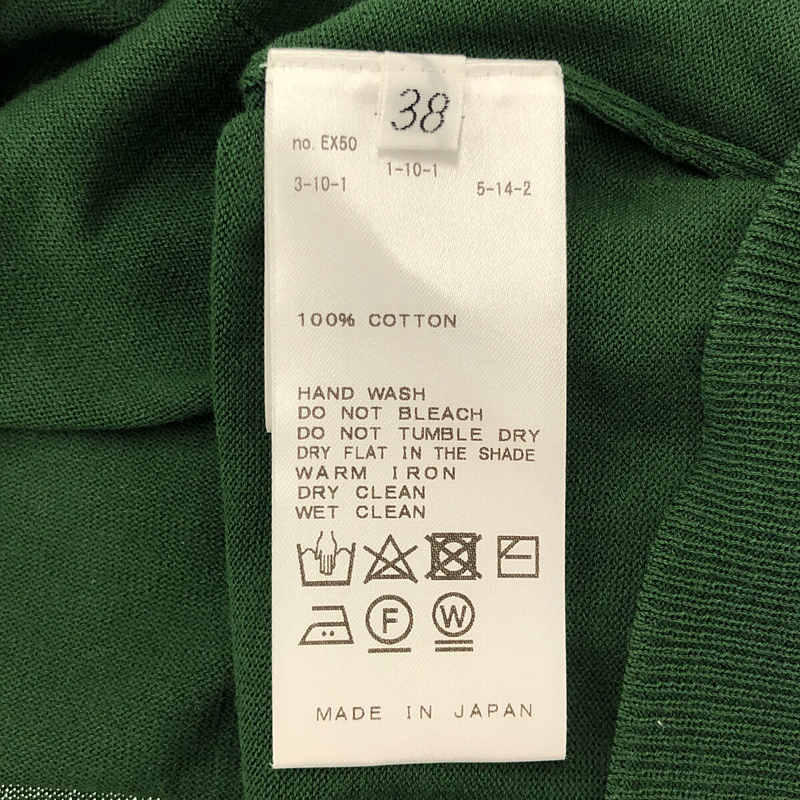 38
no. EX50
1-10-1
3-10-1
5-14-2
100% COTTON
HAND WASH
DO NOT BLEACH
DO NOT TUMBLE DRY
DRY FLAT IN THE SHADE
WARM IRON
DRY CLEAN
WET CLEAN
F
W
MADE IN JAPAN